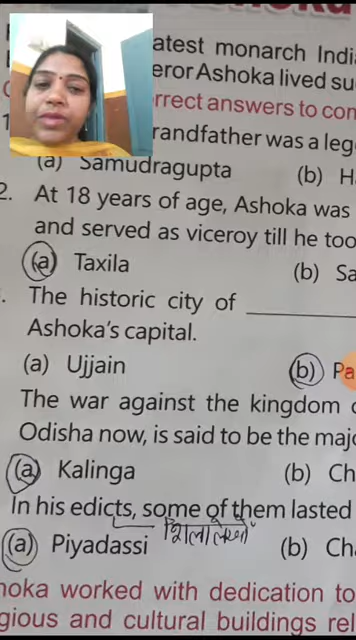 atest monarch Indi
eror Ashoka lived su
rrect answers to con
randfather was a leg
(a) Samudragupta (b) H
2. At 18 years of age, Ashoka was
and served as viceroy till he too
(a) Taxila (b) Sa
. The historic city of ________
Ashoka's capital.
(a) Ujjain (b) Pa
The war against the kingdom
Odisha now, is said to be the majo
(a) Kalinga (b) Ch
In his edicts, some of them lasted
शिलालेखों
(a) Piyadassi (b) Ch
hoka worked with dedication to
gious and cultural buildings rel